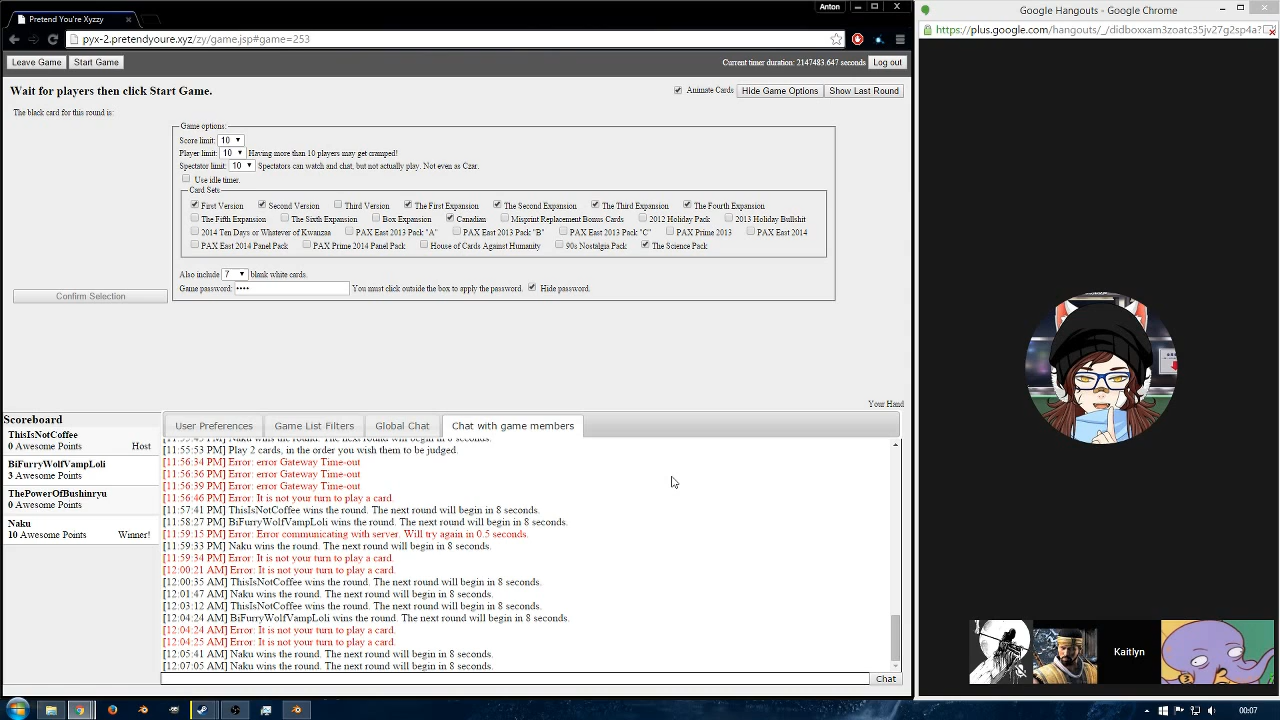 Pretend You're Xyzzy
Anton
Google Hangouts - Google Chrome
pyx-2.pretendyoure.xyz/zy/game.jsp#game=253
https://plus.google.com/hangouts/_/didboxxam3zoatc35jv27g2sp4a?
Leave Game
Start Game
Current timer duration: 2147483.647 seconds
Log out
Wait for players then click Start Game.
Animate Cards
Hide Game Options
Show Last Round
The black card for this round is:
Game options:
Score limit: 10
Player limit: 10 Having more than 10 players may get cramped!
Spectator limit: 10 Spectators can watch and chat, but not actually play. Not even as Czar.
Use idle timer.
Card Sets
First Version Second Version Third Version The First Expansion The Second Expansion The Third Expansion The Fourth Expansion
The Fifth Expansion The Sixth Expansion Box Expansion Canadian Misprint Replacement Bonus Cards 2012 Holiday Pack 2013 Holiday Bullshit
2014 Ten Days or Whatever of Kwanzaa PAX East 2013 Pack "A" PAX East 2013 Pack "B" PAX East 2013 Pack "C" PAX Prime 2013 PAX East 2014
PAX East 2014 Panel Pack PAX Prime 2014 Panel Pack House of Cards Against Humanity 90s Nostalgia Pack The Science Pack
Also include 7 blank white cards.
Game password: •••• You must click outside the box to apply the password. Hide password.
Confirm Selection
Your Hand
Scoreboard
ThisIsNotCoffee
0 Awesome Points Host
BiFurryWolfVampLoli
3 Awesome Points
ThePowerOfBushinryu
0 Awesome Points
Naku
10 Awesome Points Winner!
User Preferences
Game List Filters
Global Chat
Chat with game members
[11:55:45 PM] Naku wins the round. The next round will begin in 8 seconds.
[11:55:53 PM] Play 2 cards, in the order you wish them to be judged.
[11:56:34 PM] Error: error Gateway Time-out
[11:56:36 PM] Error: error Gateway Time-out
[11:56:39 PM] Error: error Gateway Time-out
[11:56:46 PM] Error: It is not your turn to play a card.
[11:57:41 PM] ThisIsNotCoffee wins the round. The next round will begin in 8 seconds.
[11:58:27 PM] BiFurryWolfVampLoli wins the round. The next round will begin in 8 seconds.
[11:59:15 PM] Error: Error communicating with server. Will try again in 0.5 seconds.
[11:59:33 PM] Naku wins the round. The next round will begin in 8 seconds.
[11:59:34 PM] Error: It is not your turn to play a card.
[12:00:21 AM] Error: It is not your turn to play a card.
[12:00:35 AM] ThisIsNotCoffee wins the round. The next round will begin in 8 seconds.
[12:01:47 AM] Naku wins the round. The next round will begin in 8 seconds.
[12:03:12 AM] ThisIsNotCoffee wins the round. The next round will begin in 8 seconds.
[12:04:24 AM] BiFurryWolfVampLoli wins the round. The next round will begin in 8 seconds.
[12:04:24 AM] Error: It is not your turn to play a card.
[12:04:25 AM] Error: It is not your turn to play a card.
[12:05:41 AM] Naku wins the round. The next round will begin in 8 seconds.
[12:07:05 AM] Naku wins the round. The next round will begin in 8 seconds.
Chat
Kaitlyn
00:07